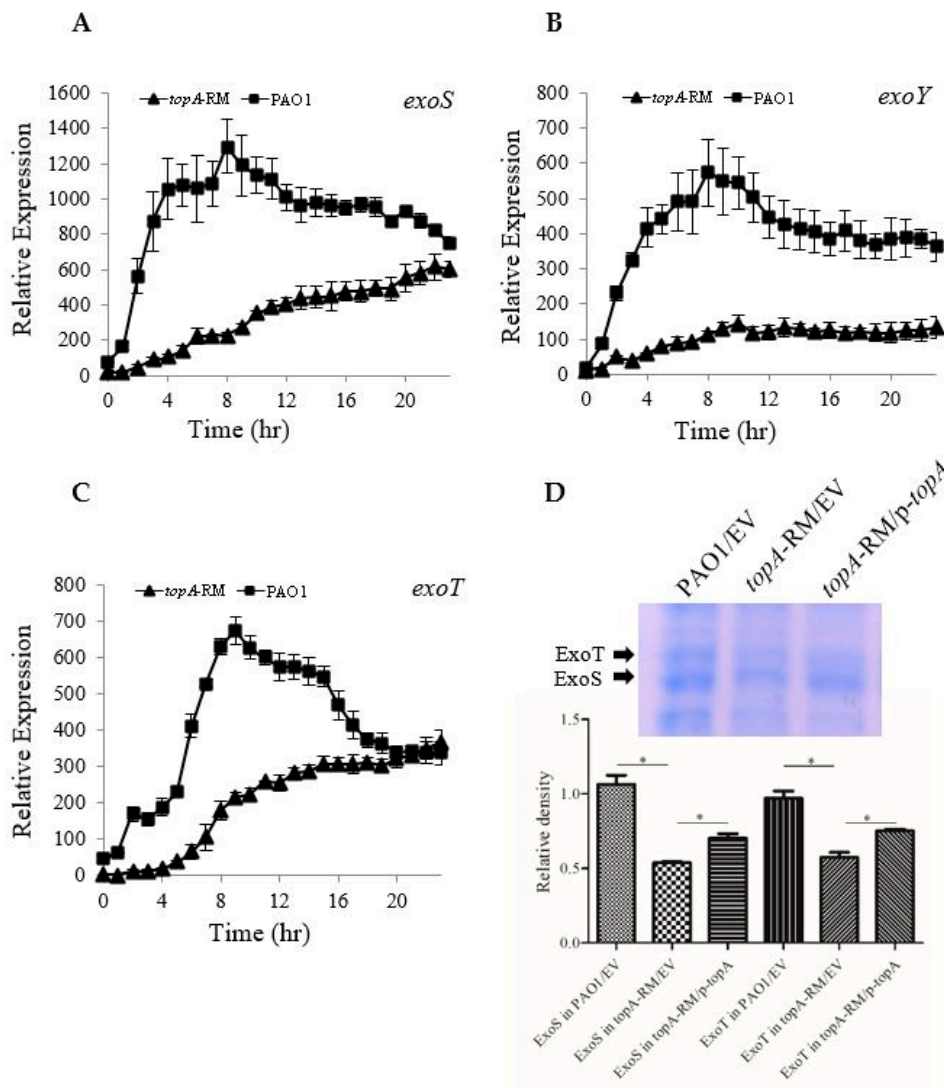 A
1600
1400
1200
1000
800
600
400
200
0
topA-RM PAO1
exoS
Relative Expression
0 4 8 12 16 20
Time (hr)
B
800
700
600
500
400
300
200
100
0
topA-RM PAO1
exoY
Relative Expression
0 4 8 12 16 20
Time (hr)
C
800
700
600
500
400
300
200
100
0
topA-RM PAO1
exoT
Relative Expression
0 4 8 12 16 20
Time (hr)
D
PAO1/EV
topA-RM/EV
topA-RM/p-topA
ExoT
ExoS
1.5
1.0
0.5
0.0
Relative density
* * * *
ExoS in PAO1/EV
ExoS in topA-RM/EV
ExoS in topA-RM/p-topA
ExoT in PAO1/EV
ExoT in topA-RM/EV
ExoT in topA-RM/p-topA